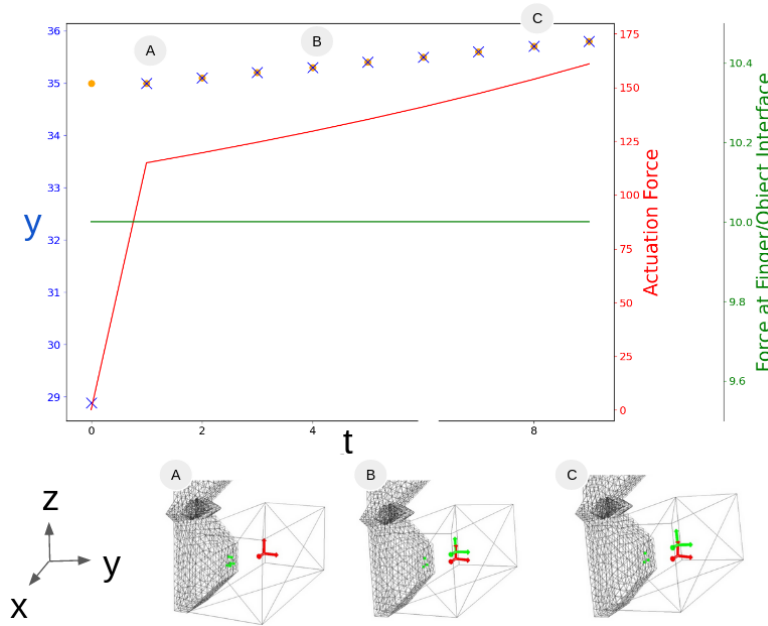 A
B
C
y
36
35
34
33
32
31
30
29
0
2
4
8
t
175
150
125
100
75
50
25
0
Actuation Force
10.4
10.2
10.0
9.8
9.6
Force at Finger/Object Interface
A
B
C
z
y
x